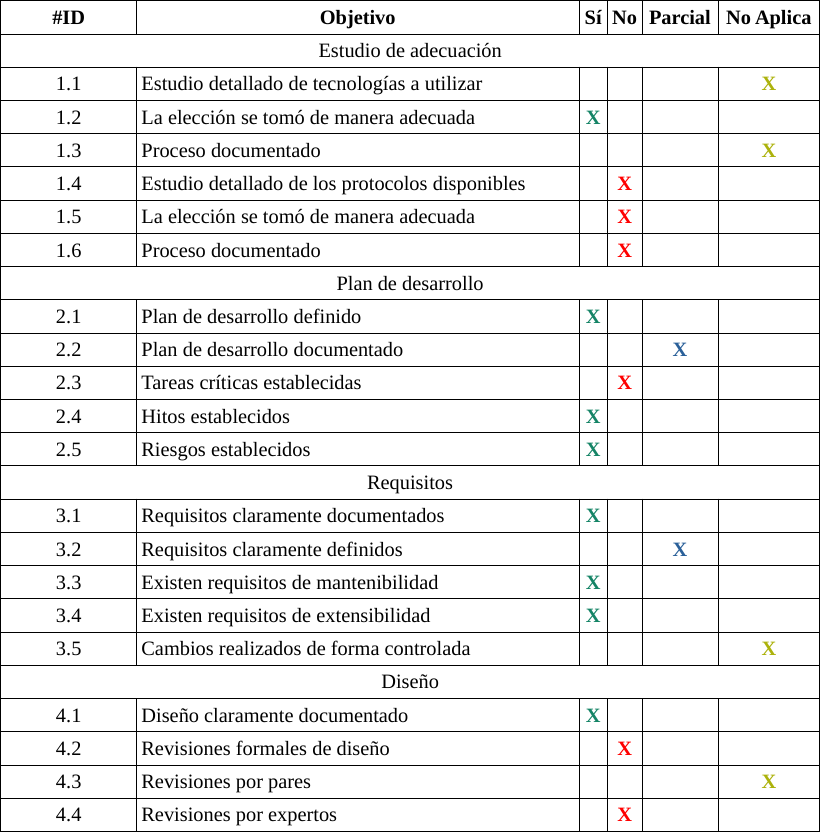 #ID Objetivo Sí No Parcial No Aplica
Estudio de adecuación
1.1 Estudio detallado de tecnologías a utilizar X
1.2 La elección se tomó de manera adecuada X
1.3 Proceso documentado X
1.4 Estudio detallado de los protocolos disponibles X
1.5 La elección se tomó de manera adecuada X
1.6 Proceso documentado X
Plan de desarrollo
2.1 Plan de desarrollo definido X
2.2 Plan de desarrollo documentado X
2.3 Tareas críticas establecidas X
2.4 Hitos establecidos X
2.5 Riesgos establecidos X
Requisitos
3.1 Requisitos claramente documentados X
3.2 Requisitos claramente definidos X
3.3 Existen requisitos de mantenibilidad X
3.4 Existen requisitos de extensibilidad X
3.5 Cambios realizados de forma controlada X
Diseño
4.1 Diseño claramente documentado X
4.2 Revisiones formales de diseño X
4.3 Revisiones por pares X
4.4 Revisiones por expertos X